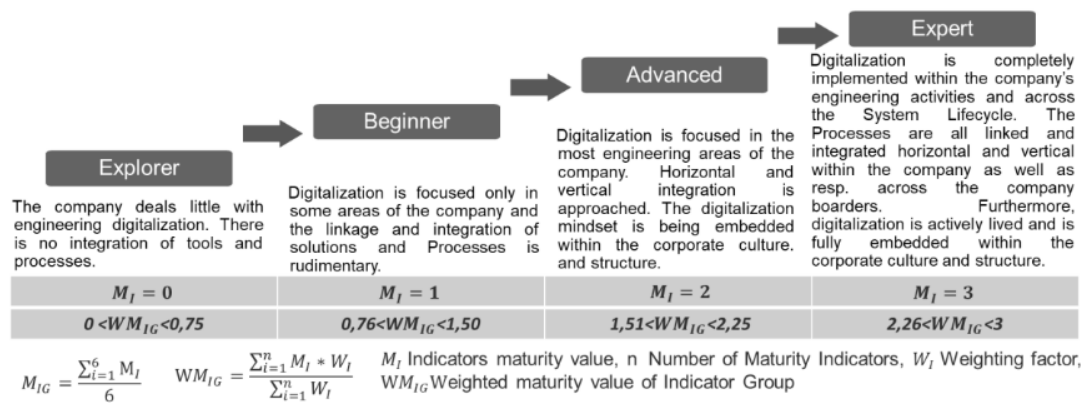 Explorer
The company deals little with
engineering digitalization. There
is no integration of tools and
processes.
Beginner
Digitalization is focused only in
some areas of the company and
the linkage and integration of
solutions and Processes is
rudimentary.
Advanced
Digitalization is focused in the
most engineering areas of the
company. Horizontal and
vertical integration is
approached. The digitalization
mindset is being embedded
within the corporate culture.
and structure.
Expert
Digitalization is completely
implemented within the company's
engineering activities and across
the System Lifecycle. The
Processes are all linked and
integrated horizontal and vertical
within the company as well as
resp. across the company
boarders. Furthermore,
digitalization is actively lived and is
fully embedded within the
corporate culture and structure.
M_I = 0 M_I = 1 M_I = 2 M_I = 3
0 <WM_IG<0,75 0,76<WM_IG<1,50 1,51<WM_IG<2,25 2,26<WM_IG<3
M_IG = ∑_{i=1}^{6} M_I / 6 WM_IG = ∑_{i=1}^{n} M_I * W_I / ∑_{i=1}^{n} W_I
M_I Indicators maturity value, n Number of Maturity Indicators, W_I Weighting factor,
WM_IG Weighted maturity value of Indicator Group